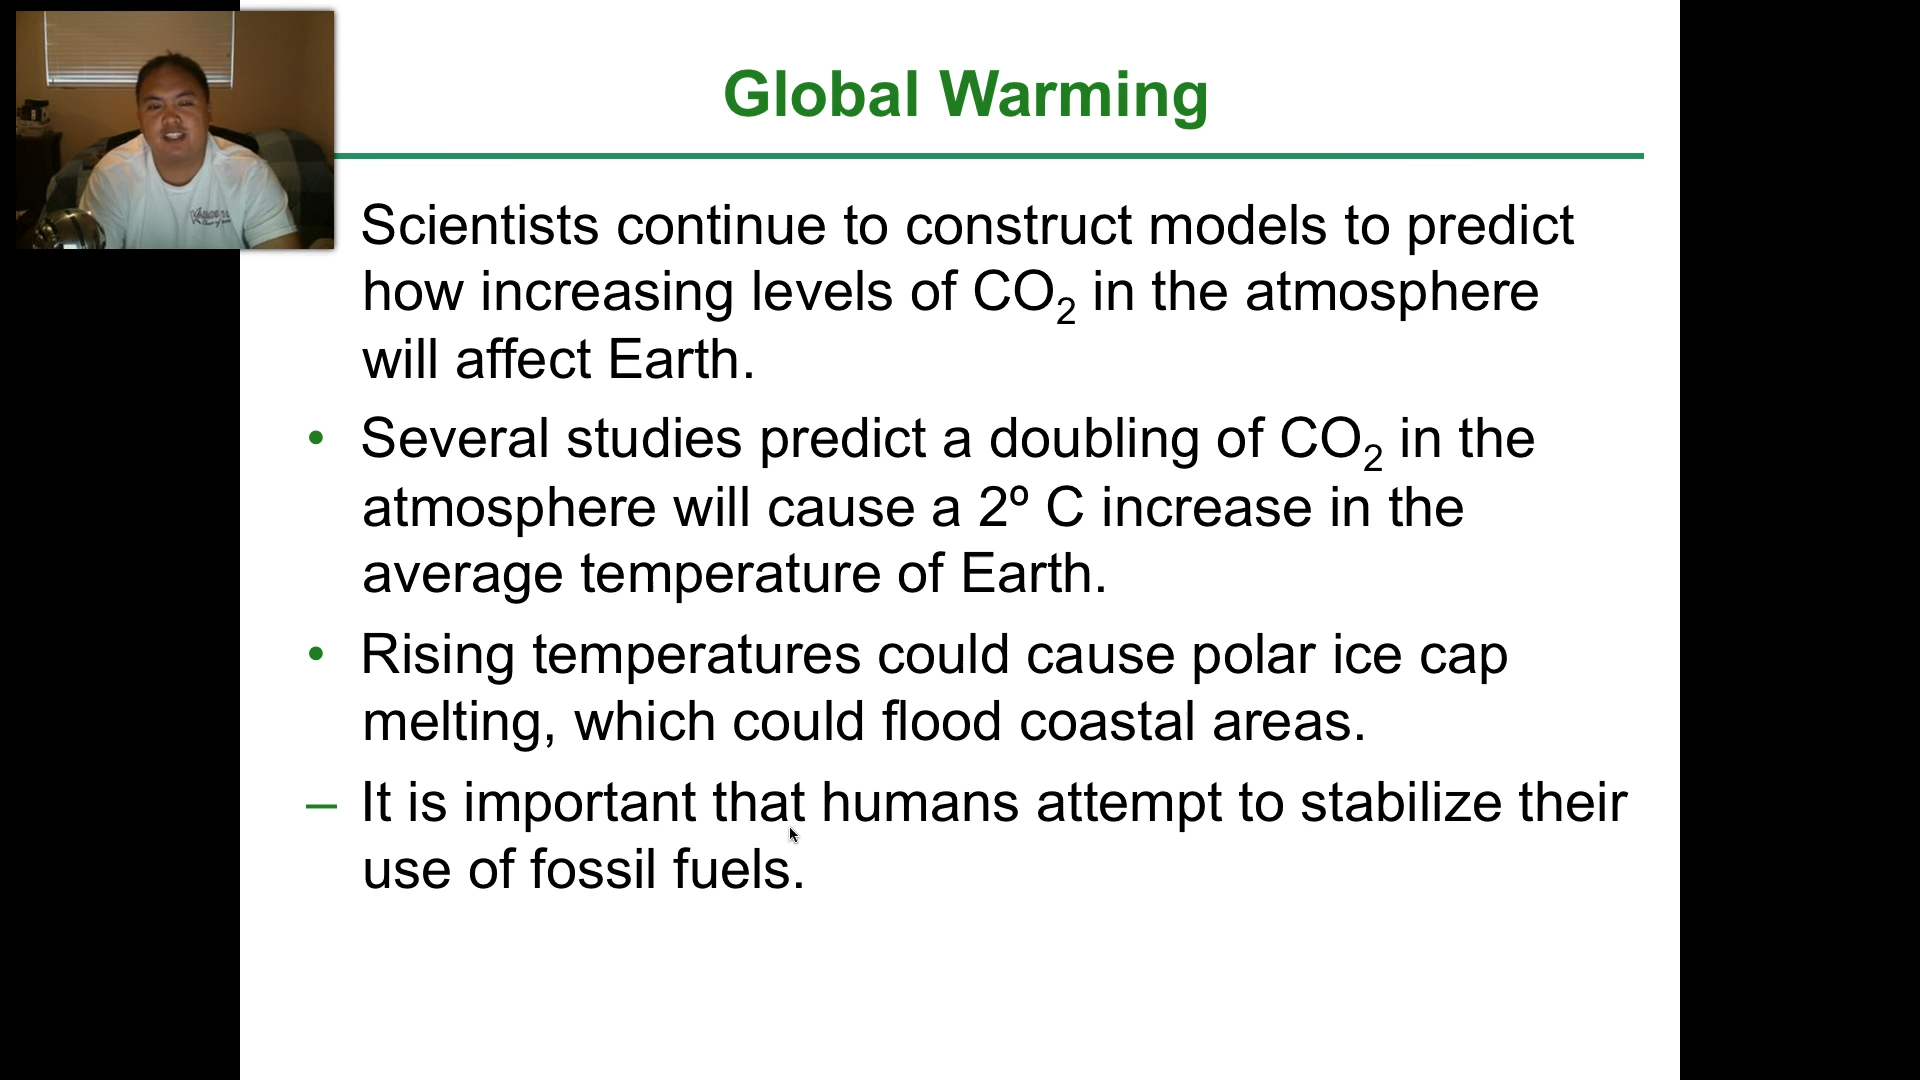 Global Warming
Scientists continue to construct models to predict
how increasing levels of CO₂ in the atmosphere
will affect Earth.
• Several studies predict a doubling of CO₂ in the
atmosphere will cause a 2º C increase in the
average temperature of Earth.
• Rising temperatures could cause polar ice cap
melting, which could flood coastal areas.
– It is important that humans attempt to stabilize their
use of fossil fuels.